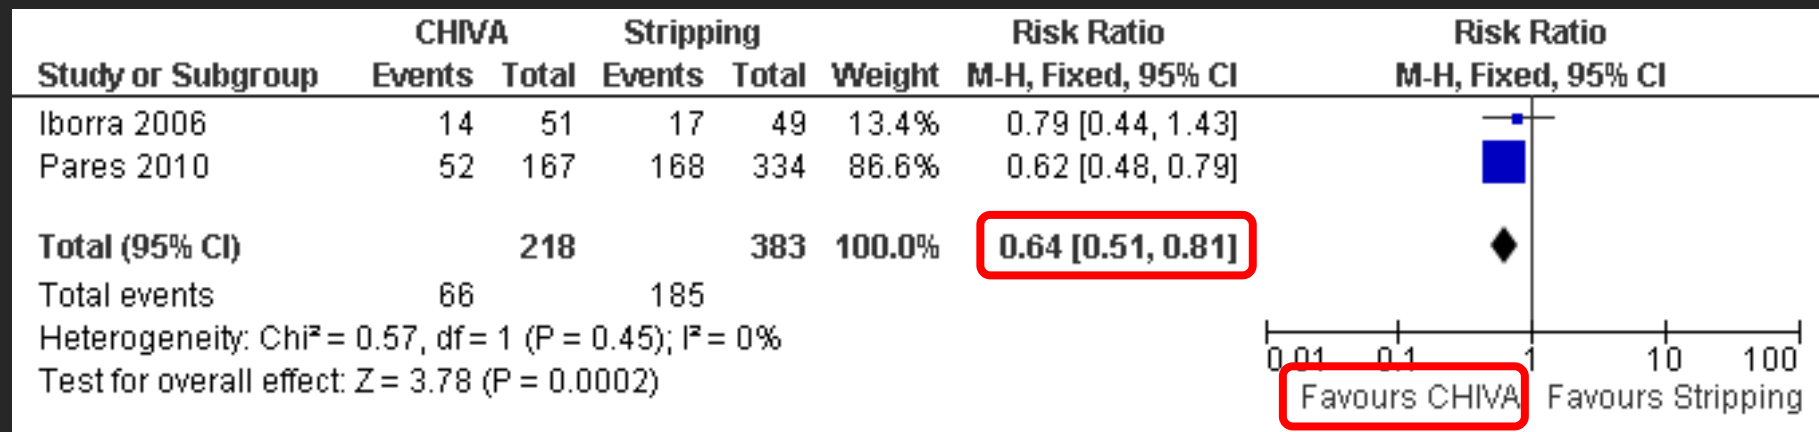 CHIVA Stripping Risk Ratio Risk Ratio
Study or Subgroup Events Total Events Total Weight M-H, Fixed, 95% CI M-H, Fixed, 95% CI
Iborra 2006 14 51 17 49 13.4% 0.79 [0.44, 1.43]
Pares 2010 52 167 168 334 86.6% 0.62 [0.48, 0.79]
Total (95% CI) 218 383 100.0% 0.64 [0.51, 0.81]
Total events 66 185
Heterogeneity: Chi² = 0.57, df = 1 (P = 0.45); I² = 0%
Test for overall effect: Z = 3.78 (P = 0.0002)
0.01 0.1 1 10 100
Favours CHIVA Favours Stripping